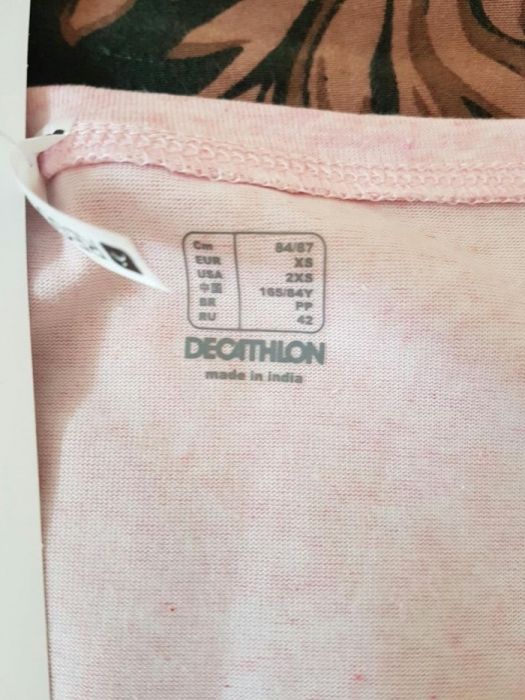 Cm 84/87
EUR XS
USA 2XS
中国 165/84Y
BR PP
RU 42
DECATHLON
made in india